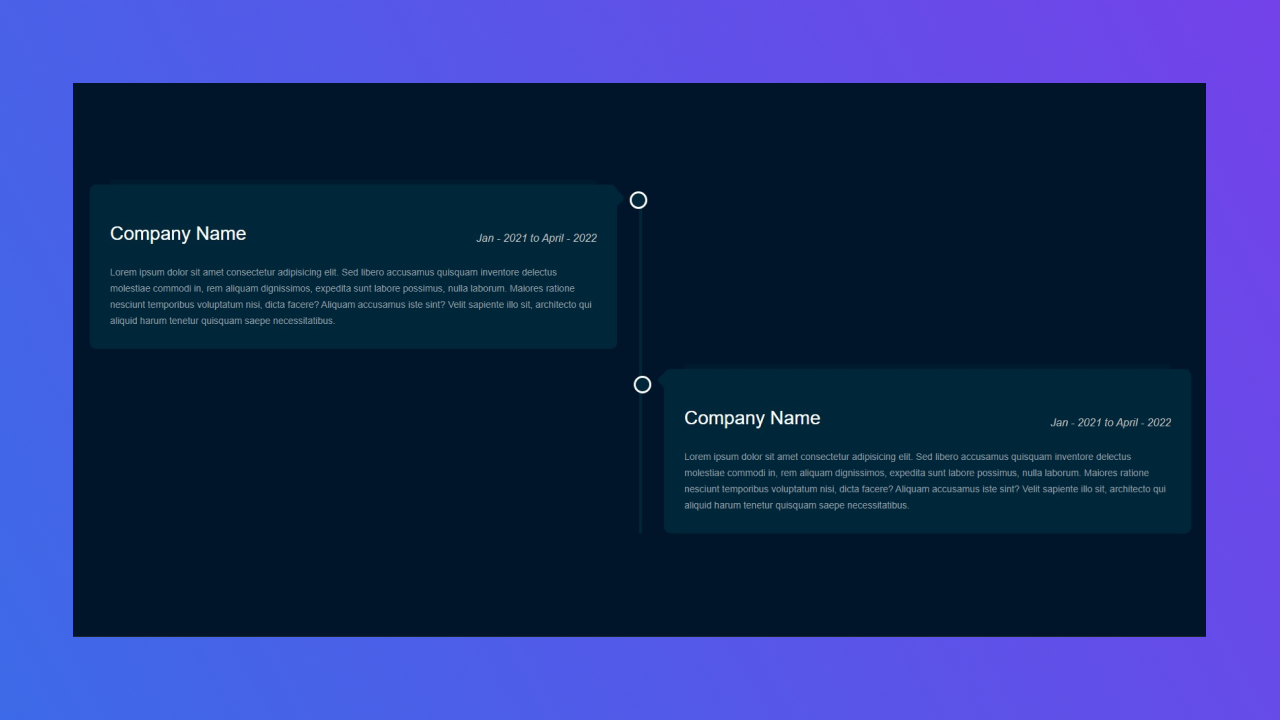 Company Name
Jan - 2021 to April - 2022
Lorem ipsum dolor sit amet consectetur adipisicing elit. Sed libero accusamus quisquam inventore delectus
molestiae commodi in, rem aliquam dignissimos, expedita sunt labore possimus, nulla laborum. Maiores ratione
nesciunt temporibus voluptatum nisi, dicta facere? Aliquam accusamus iste sint? Velit sapiente illo sit, architecto qui
aliquid harum tenetur quisquam saepe necessitatibus.
Company Name
Jan - 2021 to April - 2022
Lorem ipsum dolor sit amet consectetur adipisicing elit. Sed libero accusamus quisquam inventore delectus
molestiae commodi in, rem aliquam dignissimos, expedita sunt labore possimus, nulla laborum. Maiores ratione
nesciunt temporibus voluptatum nisi, dicta facere? Aliquam accusamus iste sint? Velit sapiente illo sit, architecto qui
aliquid harum tenetur quisquam saepe necessitatibus.